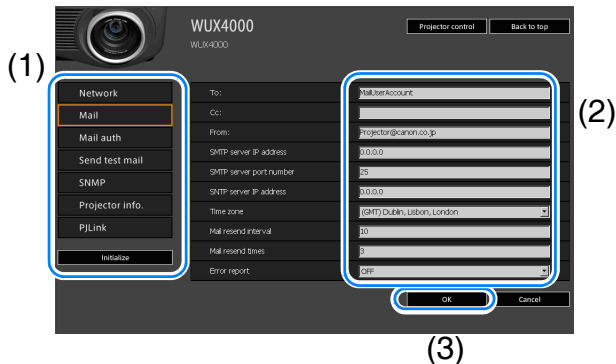 WUX4000
WUX4000
Projector control
Back to top
(1)
Network
Mail
Mail auth
Send test mail
SNMP
Projector info.
PJLink
Initialize
To: MailUserAccount
Cc:
From: Projector@canon.co.jp
SMTP server IP address 0.0.0.0
SMTP server port number 25
SNTP server IP address 0.0.0.0
Time zone (GMT) Dublin, Lisbon, London
Mail resend interval 10
Mail resend times 3
Error report OFF
(2)
OK
Cancel
(3)